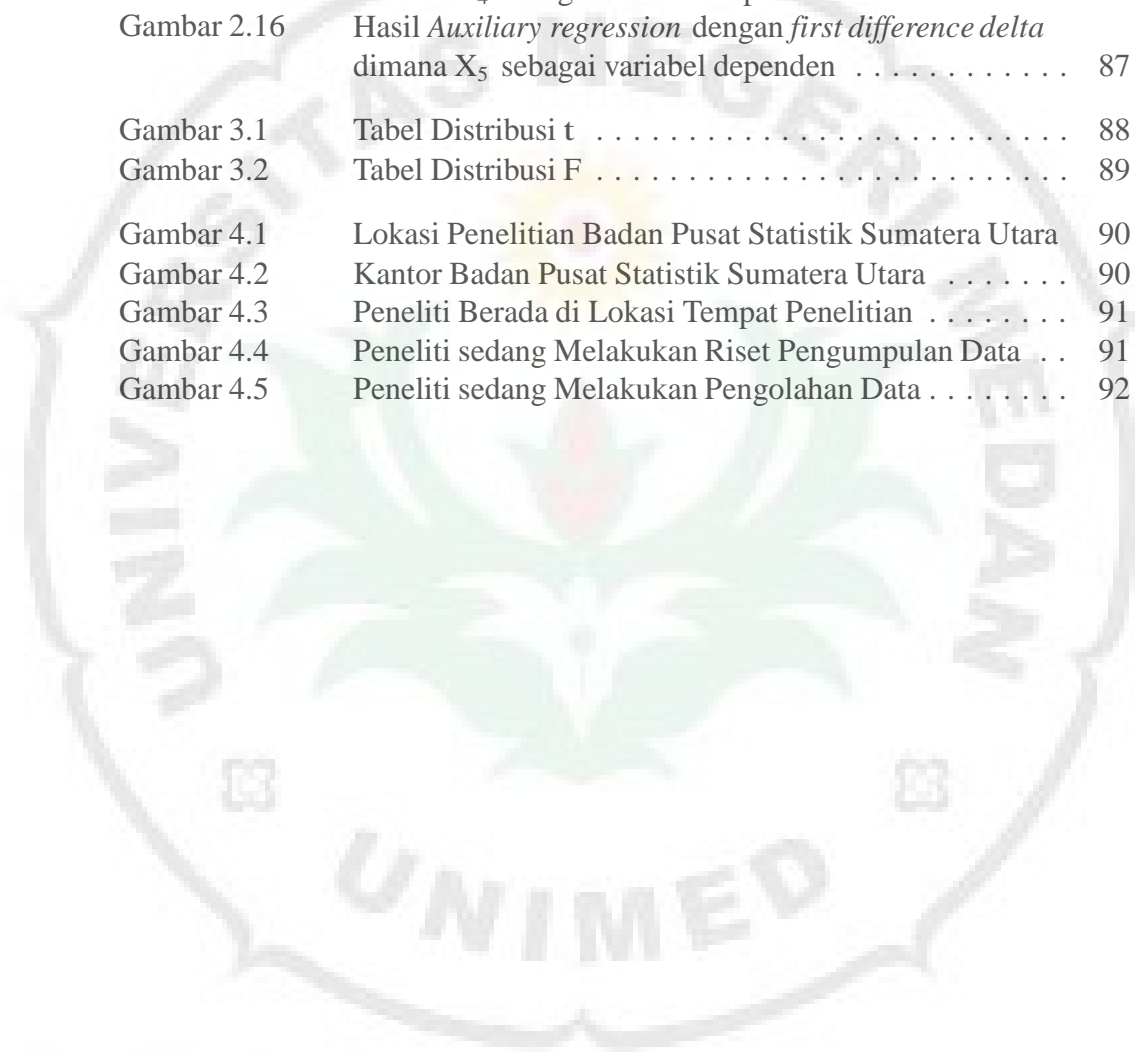 Gambar 2.16 Hasil Auxiliary regression dengan first difference delta
dimana X₅ sebagai variabel dependen . . . . . . . . . . . . 87
Gambar 3.1 Tabel Distribusi t . . . . . . . . . . . . . . . . . . . . . . . . . . 88
Gambar 3.2 Tabel Distribusi F . . . . . . . . . . . . . . . . . . . . . . . . . . 89
Gambar 4.1 Lokasi Penelitian Badan Pusat Statistik Sumatera Utara 90
Gambar 4.2 Kantor Badan Pusat Statistik Sumatera Utara . . . . . . . 90
Gambar 4.3 Peneliti Berada di Lokasi Tempat Penelitian . . . . . . . . 91
Gambar 4.4 Peneliti sedang Melakukan Riset Pengumpulan Data . . 91
Gambar 4.5 Peneliti sedang Melakukan Pengolahan Data . . . . . . . . 92
UNIVERSITAS NEGERI MEDAN
UNIMED